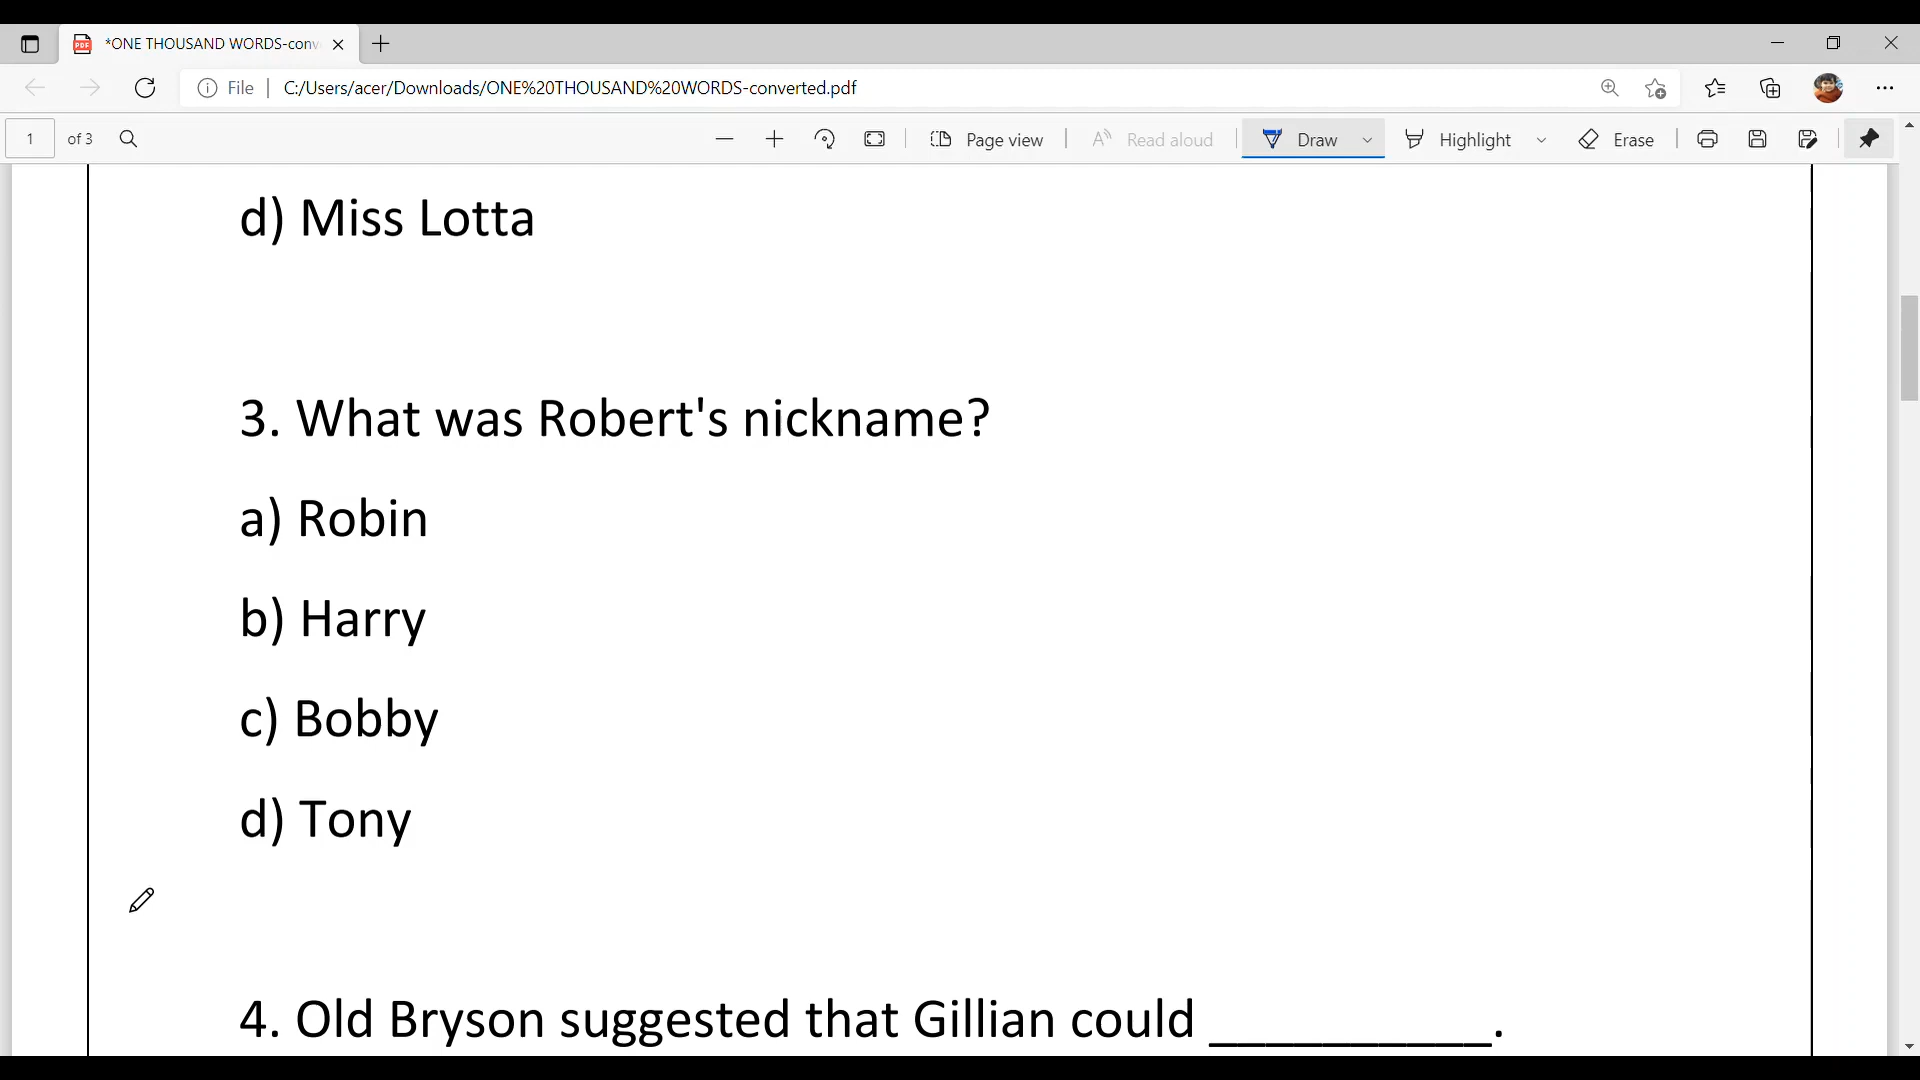 *ONE THOUSAND WORDS-conv
File | C:/Users/acer/Downloads/ONE%20THOUSAND%20WORDS-converted.pdf
1 of 3 Page view Read aloud Draw Highlight Erase
d) Miss Lotta
3. What was Robert's nickname?
a) Robin
b) Harry
c) Bobby
d) Tony
4. Old Bryson suggested that Gillian could ___________.